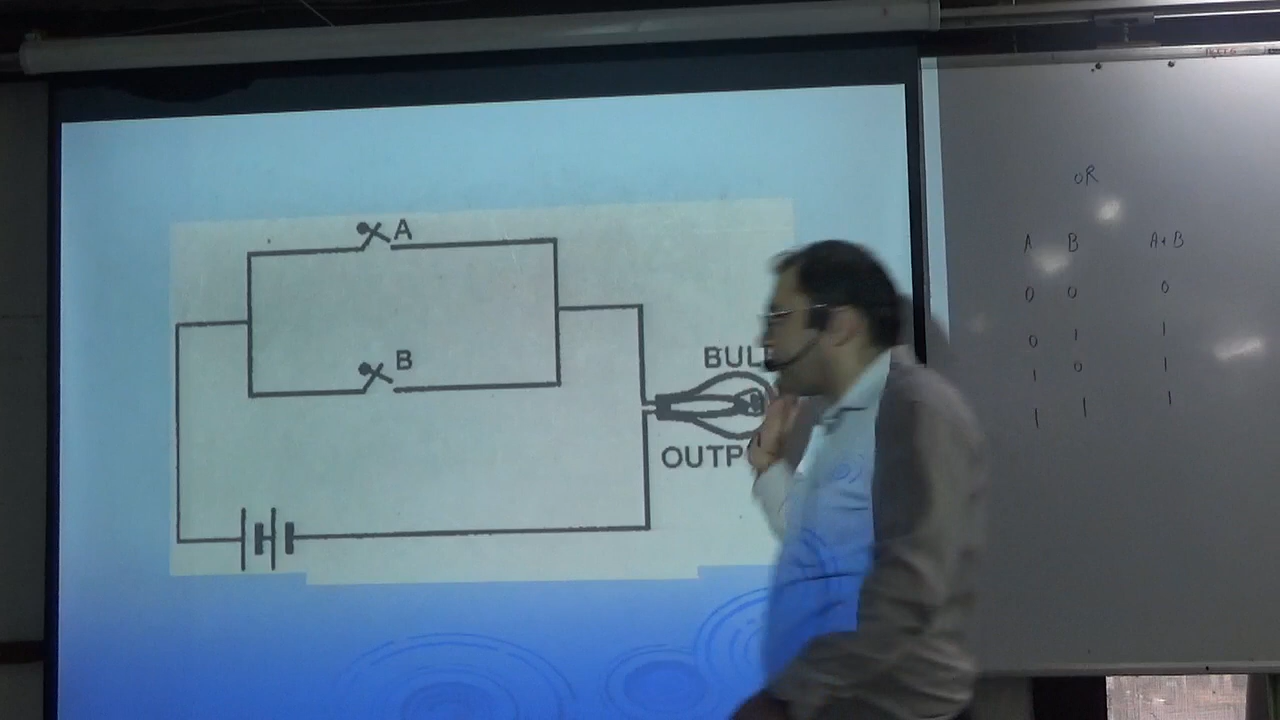 A
B
BUL
OUTP
OR
A B A+B
0 0 0
0 1 1
1 0 1
1 1 1